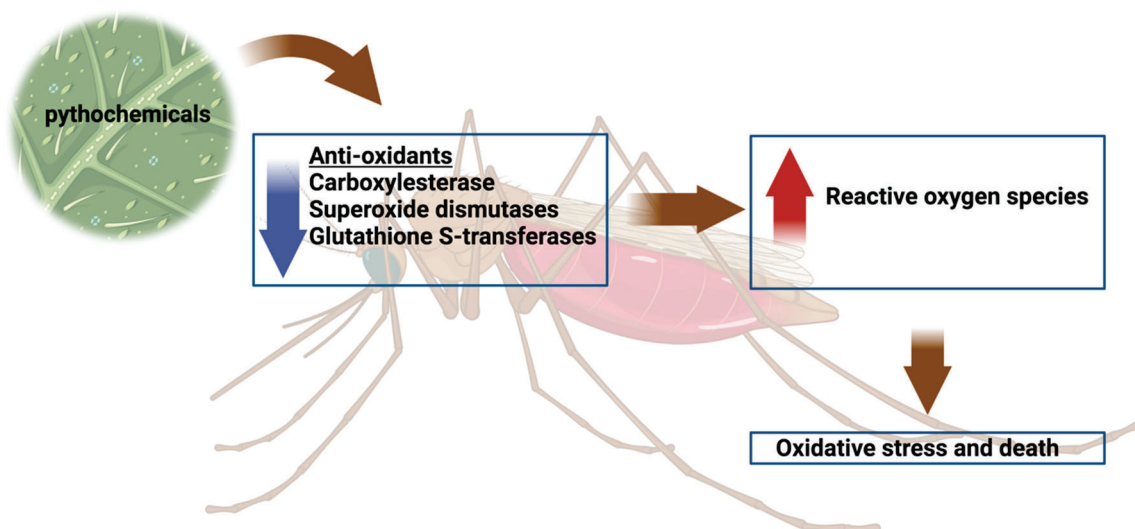 pythochemicals
Anti-oxidants
Carboxylesterase
Superoxide dismutases
Glutathione S-transferases
Reactive oxygen species
Oxidative stress and death